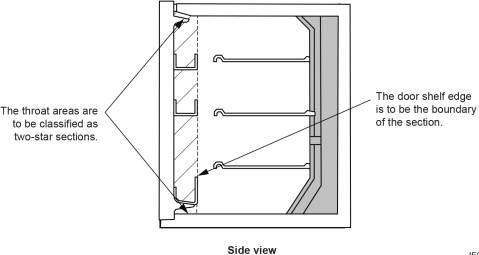 The throat areas are
to be classified as
two-star sections.
The door shelf edge
is to be the boundary
of the section.
Side view